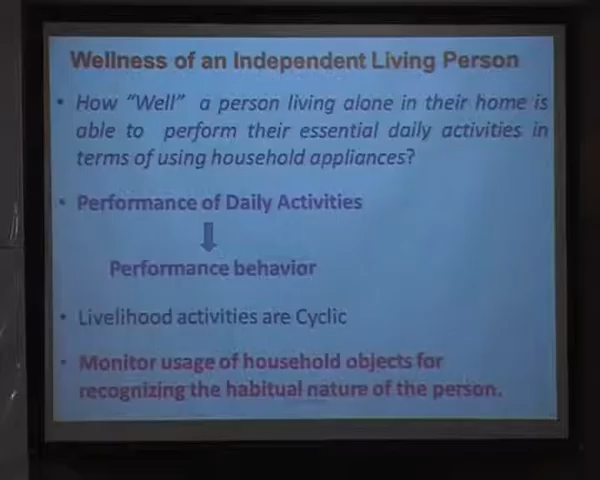 Wellness of an Independent Living Person
• How “Well” a person living alone in their home is
able to perform their essential daily activities in
terms of using household appliances?
• Performance of Daily Activities
Performance behavior
• Livelihood activities are Cyclic
• Monitor usage of household objects for
recognizing the habitual nature of the person.